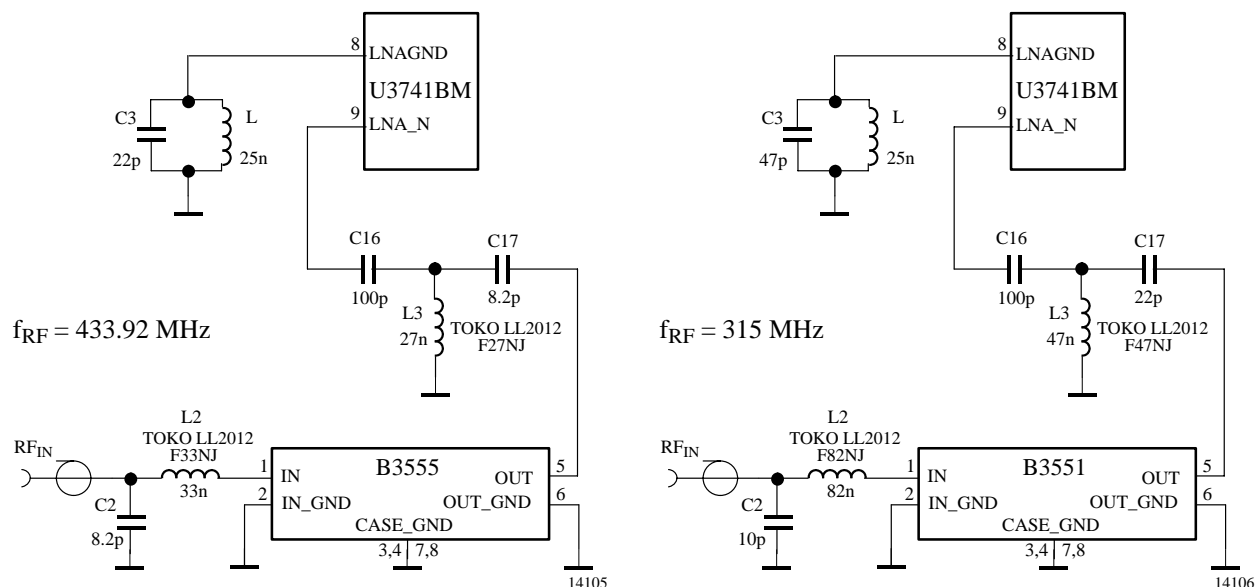 8
LNAGND
U3741BM
9
LNA_N
C3
22p
L
25n
C16
100p
C17
8.2p
L3
27n
TOKO LL2012
F27NJ
fRF = 433.92 MHz
RFIN
C2
8.2p
L2
TOKO LL2012
F33NJ
33n
1
IN
2
IN_GND
B3555
OUT
5
OUT_GND
6
CASE_GND
3,4
7,8
14105
8
LNAGND
U3741BM
9
LNA_N
C3
47p
L
25n
C16
100p
C17
22p
L3
47n
TOKO LL2012
F47NJ
fRF = 315 MHz
RFIN
C2
10p
L2
TOKO LL2012
F82NJ
82n
1
IN
2
IN_GND
B3551
OUT
5
OUT_GND
6
CASE_GND
3,4
7,8
14106